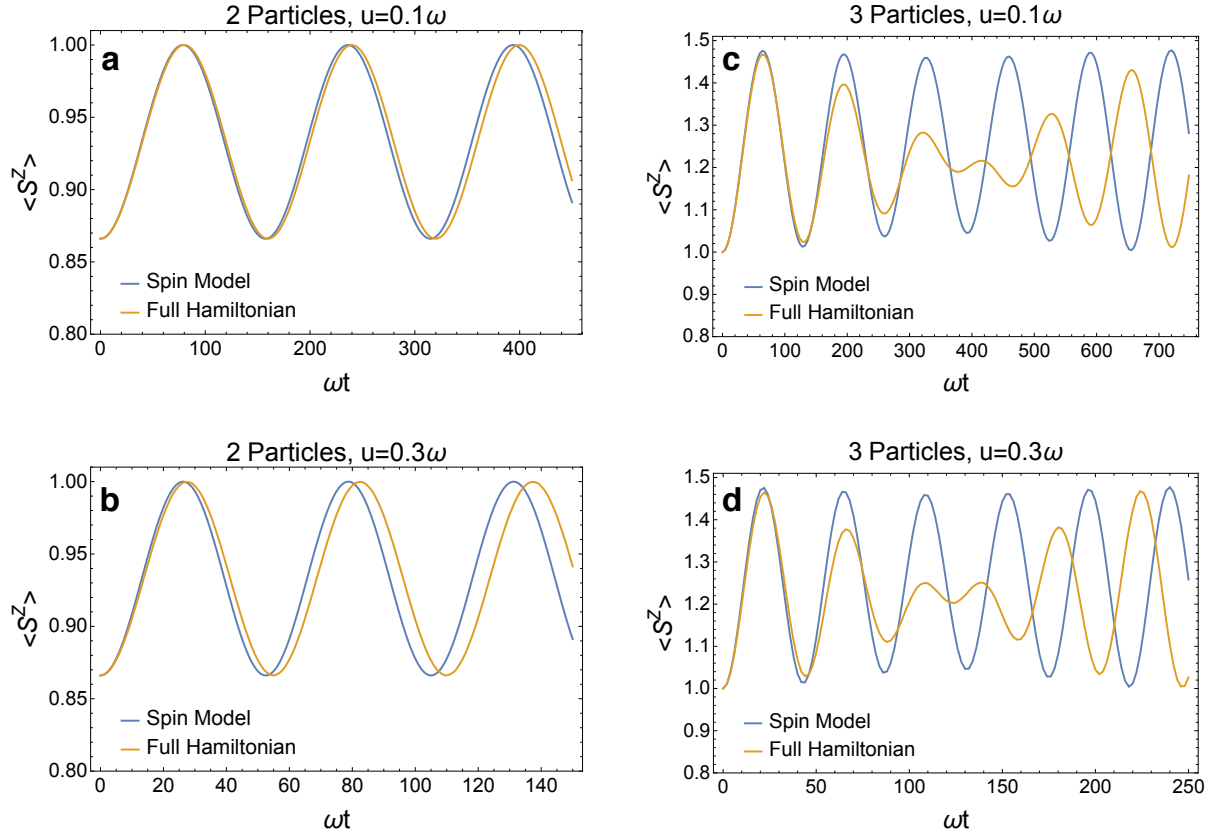 2 Particles, u=0.1ω
a
1.00
0.95
0.90
0.85
0.80
<S^Z>
Spin Model
Full Hamiltonian
0 100 200 300 400
ωt
3 Particles, u=0.1ω
c
1.5
1.4
1.3
1.2
1.1
1.0
0.9
0.8
<S^Z>
Spin Model
Full Hamiltonian
0 100 200 300 400 500 600 700
ωt
2 Particles, u=0.3ω
b
1.00
0.95
0.90
0.85
0.80
<S^Z>
Spin Model
Full Hamiltonian
0 20 40 60 80 100 120 140
ωt
3 Particles, u=0.3ω
d
1.5
1.4
1.3
1.2
1.1
1.0
0.9
0.8
<S^Z>
Spin Model
Full Hamiltonian
0 50 100 150 200 250
ωt